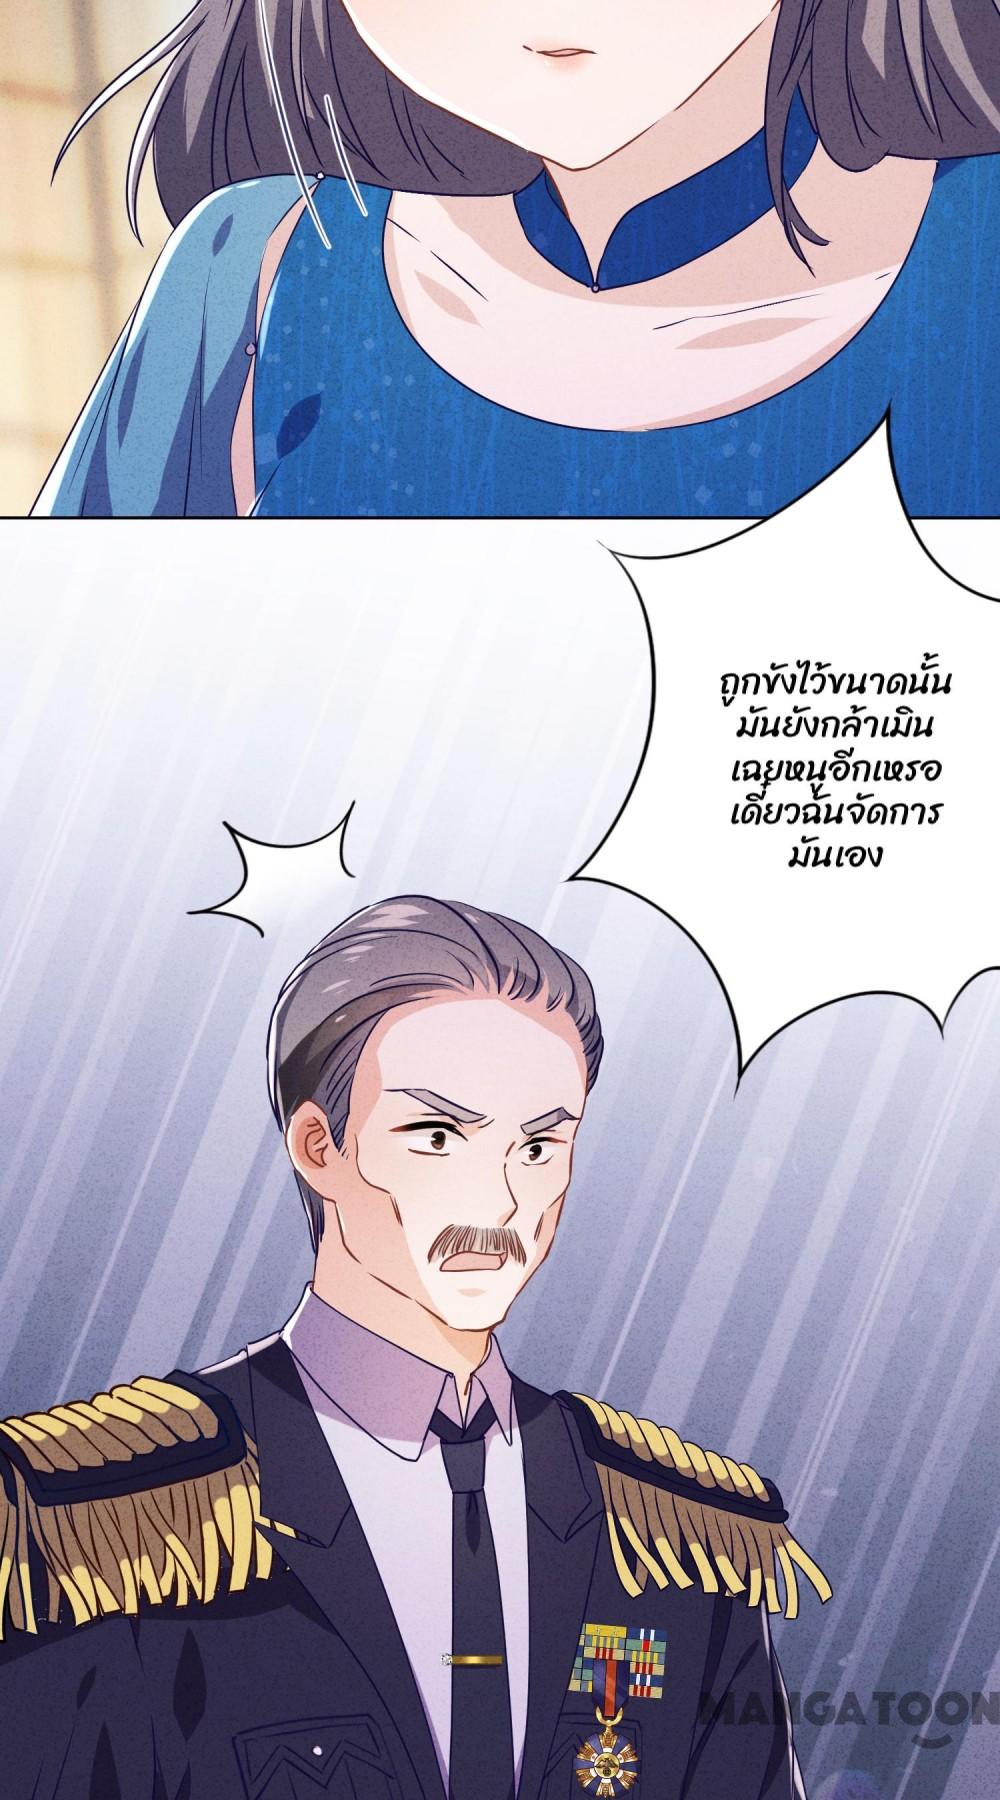 ถูกขังไว้ขนาดนั้น
มันยังกล้าเมิน
เฉยหนูอีกเหรอ
เดี๋ยวฉันจัดการ
มันเอง
MANGATOON